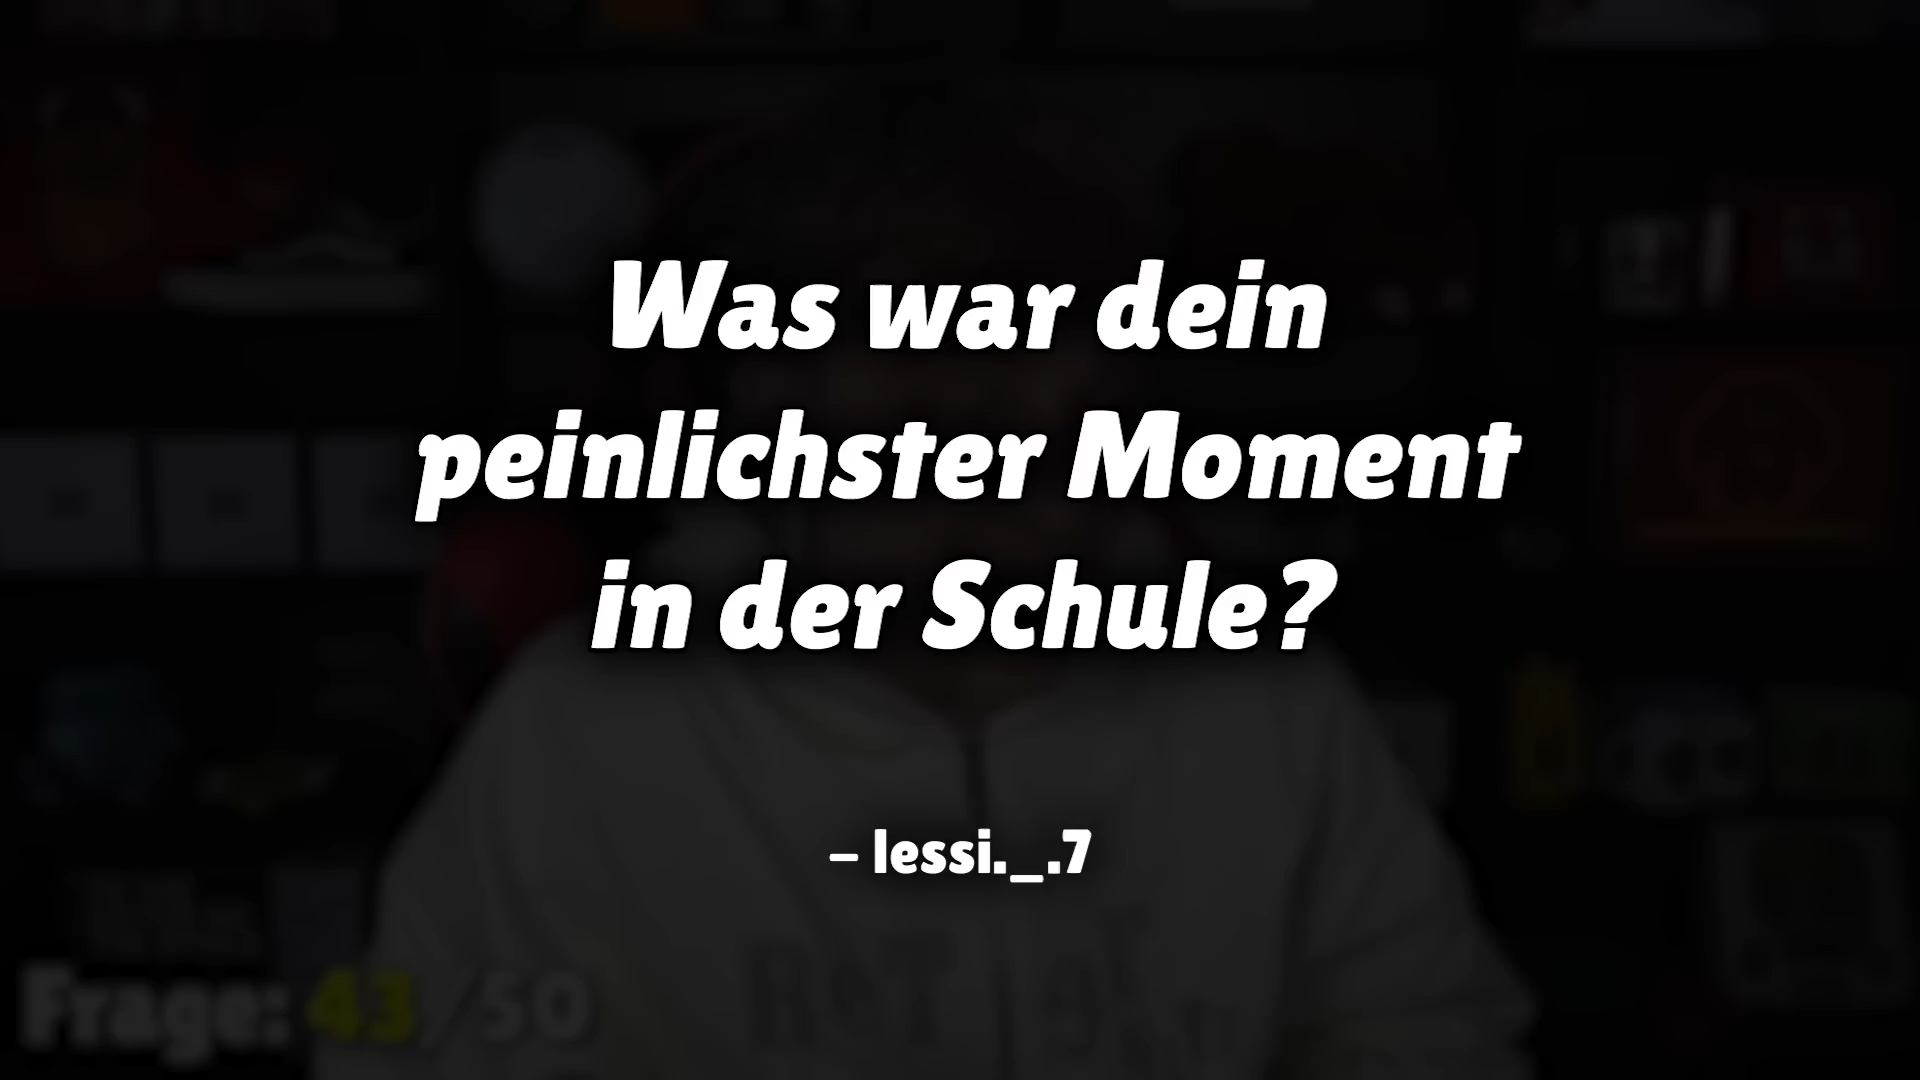 Was war dein
peinlichster Moment
in der Schule?
– lessi._.7
Frage: 43/50